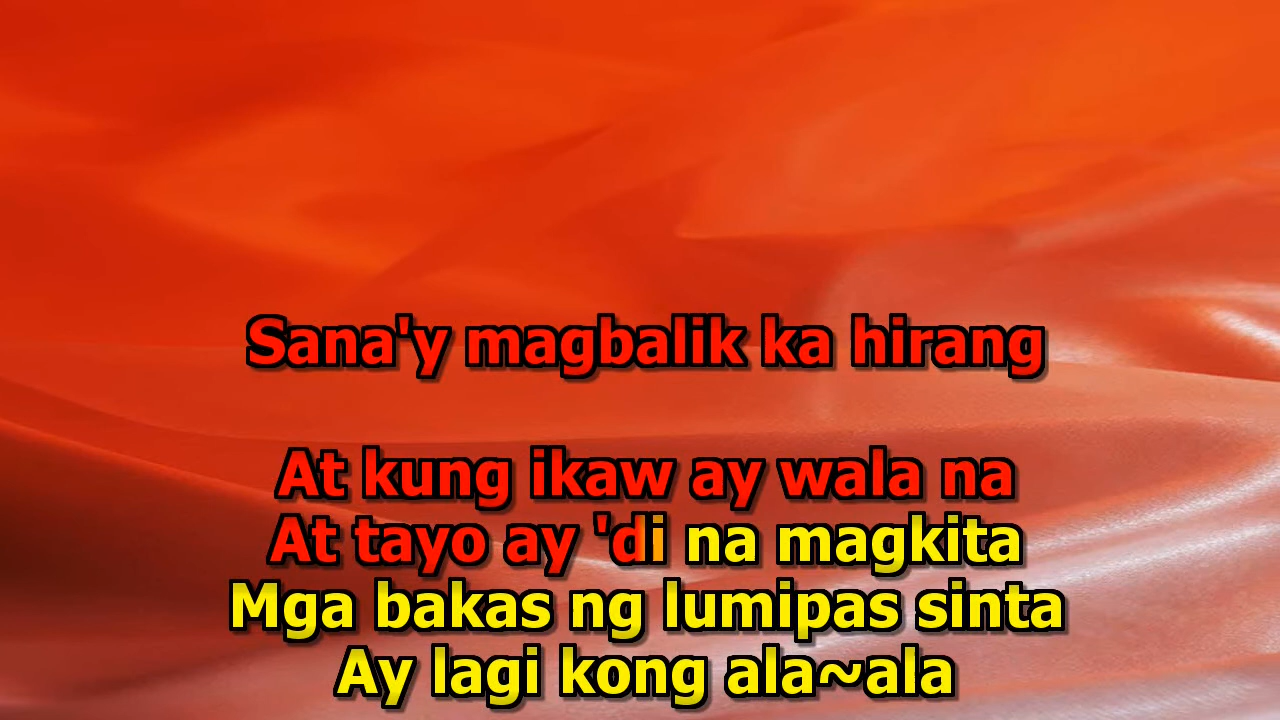 Sana'y magbalik ka hirang
At kung ikaw ay wala na
At tayo ay 'di na magkita
Mga bakas ng lumipas sinta
Ay lagi kong ala~ala